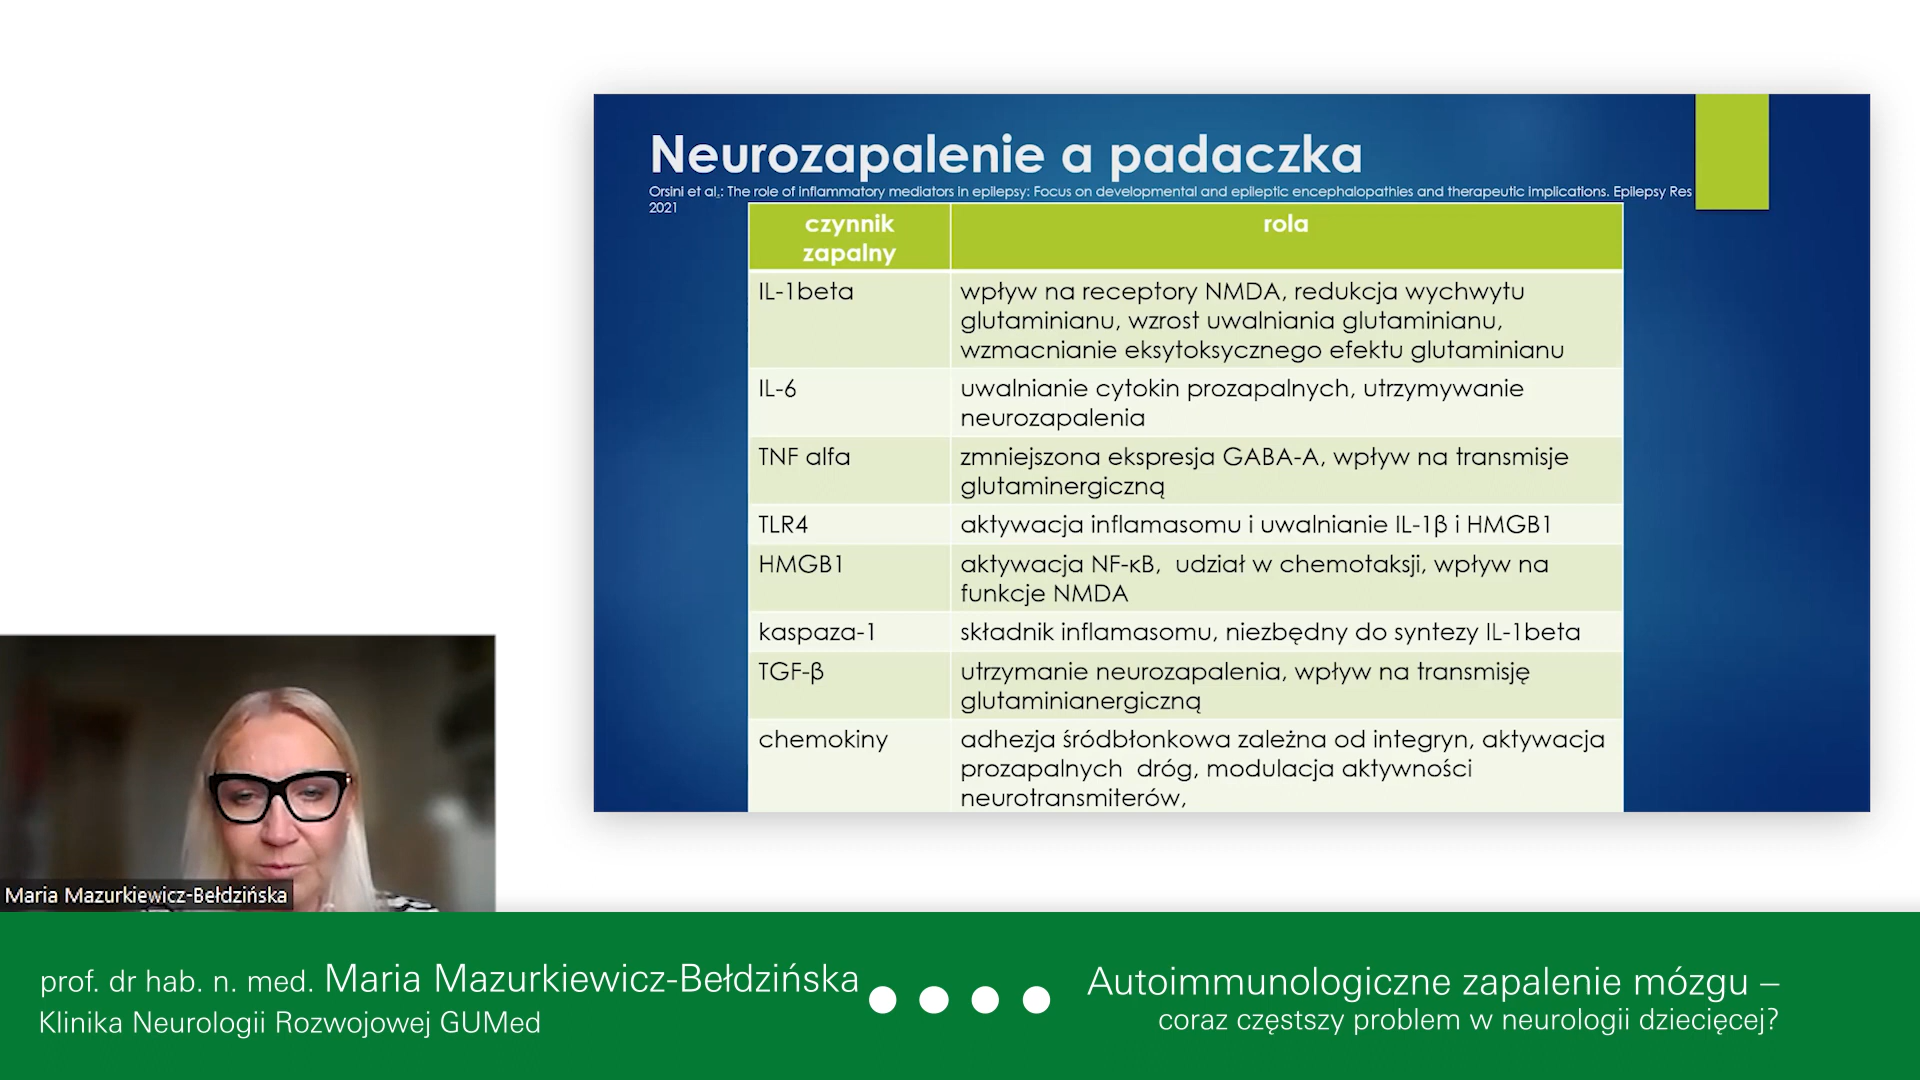 Neurozapalenie a padaczka
Orsini et al.: The role of inflammatory mediators in epilepsy: Focus on developmental and epileptic encephalopathies and therapeutic implications. Epilepsy Res
2021
czynnik
zapalny
rola
IL-1beta
wpływ na receptory NMDA, redukcja wychwytu
glutaminianu, wzrost uwalniania glutaminianu,
wzmacnianie eksytoksycznego efektu glutaminianu
IL-6
uwalnianie cytokin prozapalnych, utrzymywanie
neurozapalenia
TNF alfa
zmniejszona ekspresja GABA-A, wpływ na transmisje
glutaminergiczną
TLR4
aktywacja inflamasomu i uwalnianie IL-1β i HMGB1
HMGB1
aktywacja NF-κB, udział w chemotaksji, wpływ na
funkcje NMDA
kaspaza-1
składnik inflamasomu, niezbędny do syntezy IL-1beta
TGF-β
utrzymanie neurozapalenia, wpływ na transmisję
glutaminianergiczną
chemokiny
adhezja śródbłonkowa zależna od integryn, aktywacja
prozapalnych dróg, modulacja aktywności
neurotransmiterów,
Maria Mazurkiewicz-Bełdzińska
prof. dr hab. n. med. Maria Mazurkiewicz-Bełdzińska
Klinika Neurologii Rozwojowej GUMed
Autoimmunologiczne zapalenie mózgu –
coraz częstszy problem w neurologii dziecięcej?